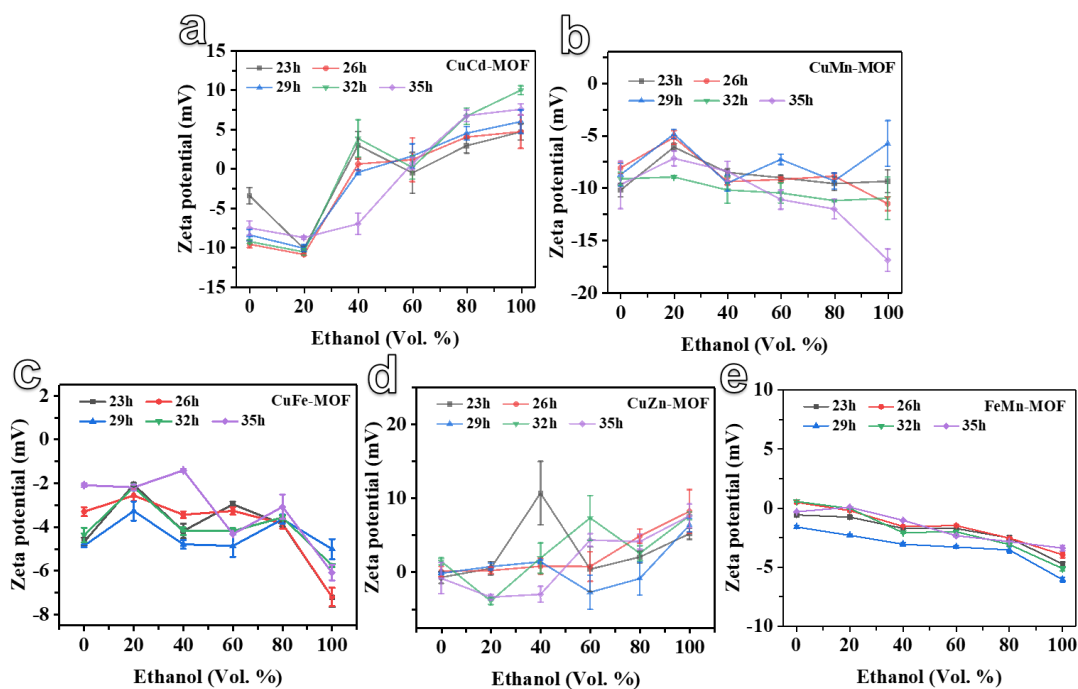 a
CuCd-MOF
23h 26h
29h 32h 35h
15
10
5
0
-5
-10
-15
Zeta potential (mV)
0 20 40 60 80 100
Ethanol (Vol. %)
b
CuMn-MOF
23h 26h
29h 32h 35h
0
-5
-10
-15
-20
Zeta potential (mV)
0 20 40 60 80 100
Ethanol (Vol. %)
c
CuFe-MOF
23h 26h
29h 32h 35h
2
0
-2
-4
-6
-8
Zeta potential (mV)
0 20 40 60 80 100
Ethanol (Vol. %)
d
CuZn-MOF
23h 26h
29h 32h 35h
20
10
0
Zeta potential (mV)
0 20 40 60 80 100
Ethanol (Vol. %)
e
FeMn-MOF
23h 26h
29h 32h 35h
10
5
0
-5
-10
Zeta potential (mV)
0 20 40 60 80 100
Ethanol (Vol. %)